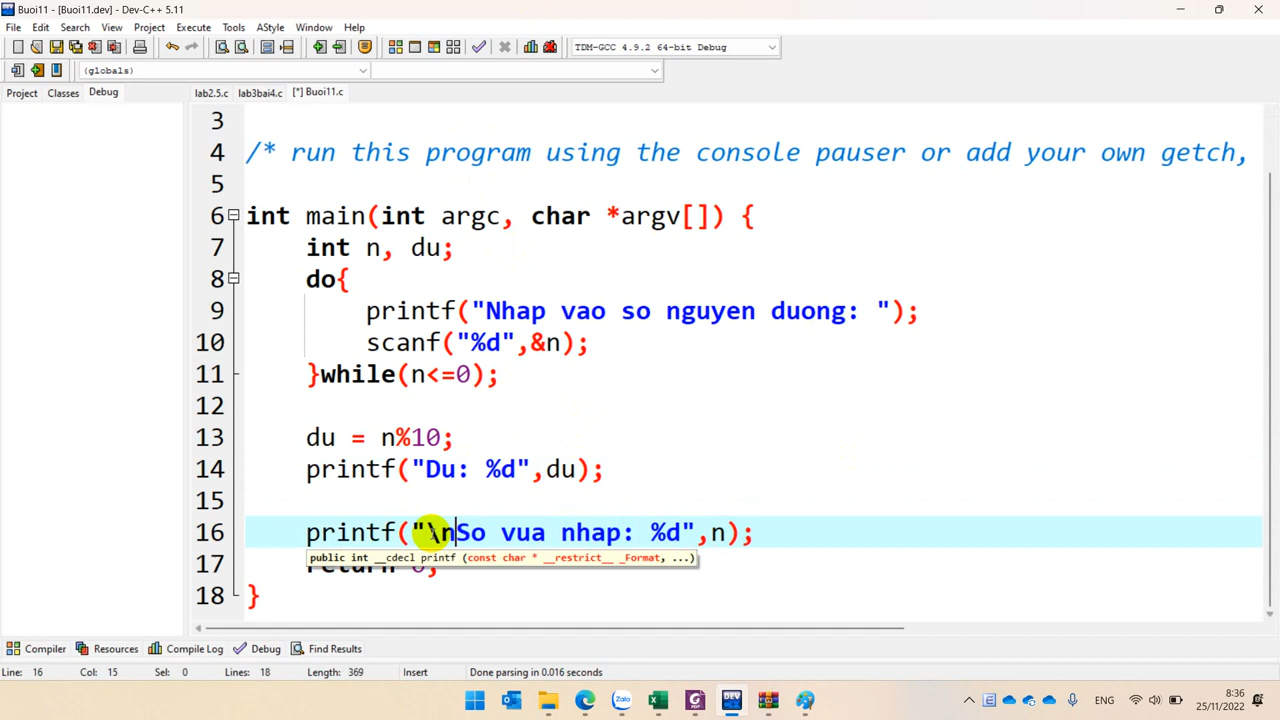 Buoi11 - [Buoi11.dev] - Dev-C++ 5.11
File Edit Search View Project Execute Tools AStyle Window Help
TDM-GCC 4.9.2 64-bit Debug
(globals)
Project Classes Debug lab2.5.c lab3bai4.c [*] Buoi11.c
3
4 /* run this program using the console pauser or add your own getch,
5
6 int main(int argc, char *argv[]) {
7 int n, du;
8 do{
9 printf("Nhap vao so nguyen duong: ");
10 scanf("%d",&n);
11 }while(n<=0);
12
13 du = n%10;
14 printf("Du: %d",du);
15
16 printf("\nSo vua nhap: %d",n);
public int __cdecl printf (const char * __restrict__ _Format, ...)
17 return 0;
18 }
Compiler Resources Compile Log Debug Find Results
Line: 16 Col: 15 Sel: 0 Lines: 18 Length: 369 Insert Done parsing in 0.016 seconds
Zalo ENG 8:36
25/11/2022